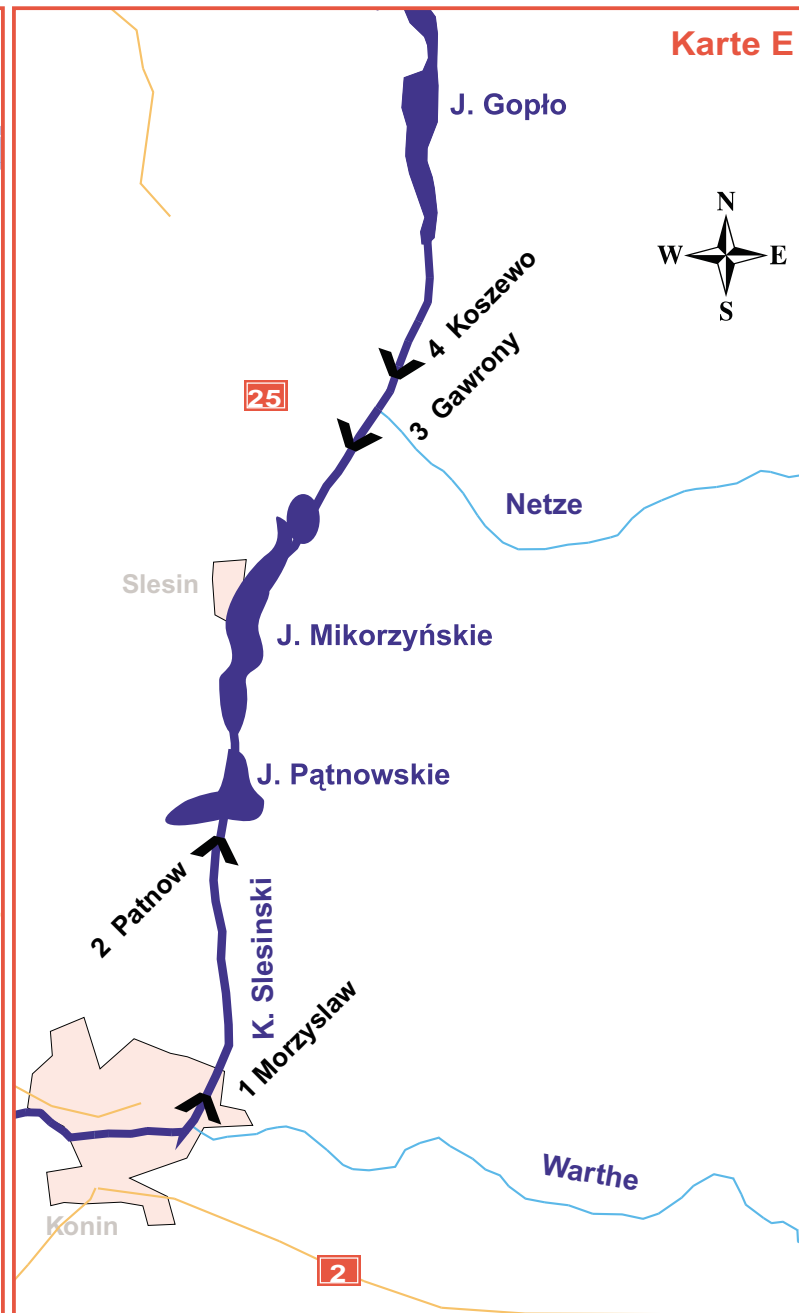 Karte E
J. Gopło
N
W E
S
4 Koszewo
3 Gawrony
25
Netze
Slesin
J. Mikorzyńskie
J. Pątnowskie
2 Patnow
K. Slesinski
1 Morzyslaw
Warthe
Konin
2